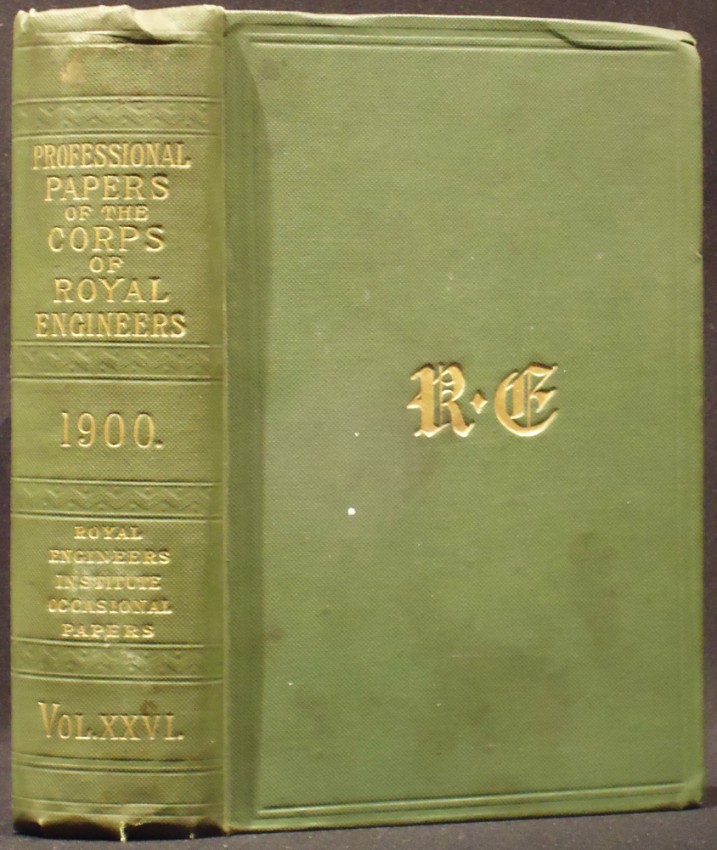 PROFESSIONAL
PAPERS
OF THE
CORPS
OF
ROYAL
ENGINEERS
1900.
ROYAL
ENGINEERS
INSTITUTE
OCCASIONAL
PAPERS
VOL.XXVI.
R·E